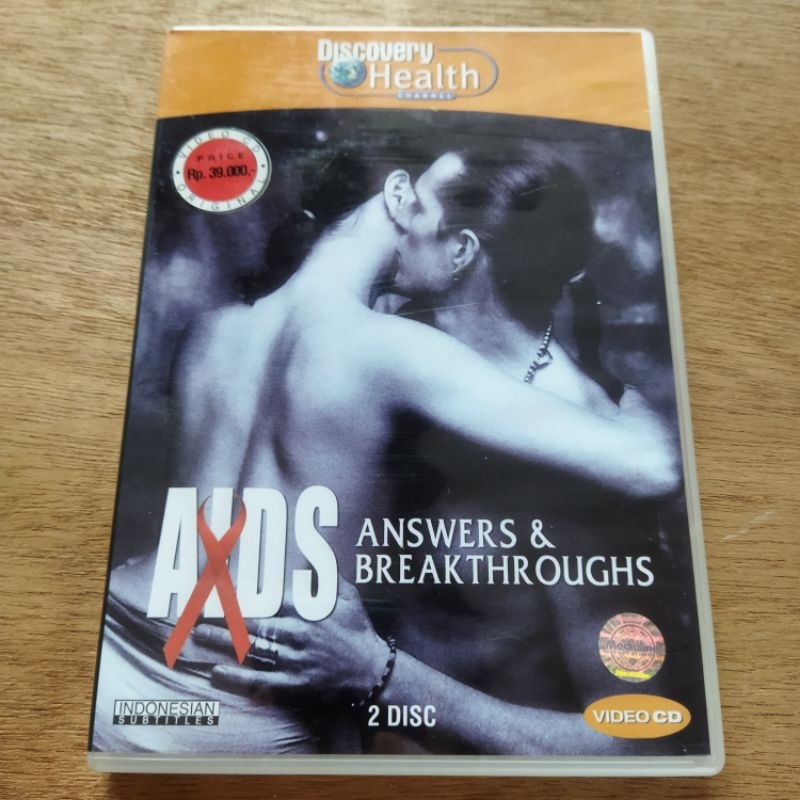 Discovery
Health
CHANNEL
VIDEO CD
PRICE
Rp. 39.000,-
ORIGINAL
AIDS
ANSWERS &
BREAKTHROUGHS
Medialine
INDONESIAN
SUBTITLES
2 DISC
VIDEO CD